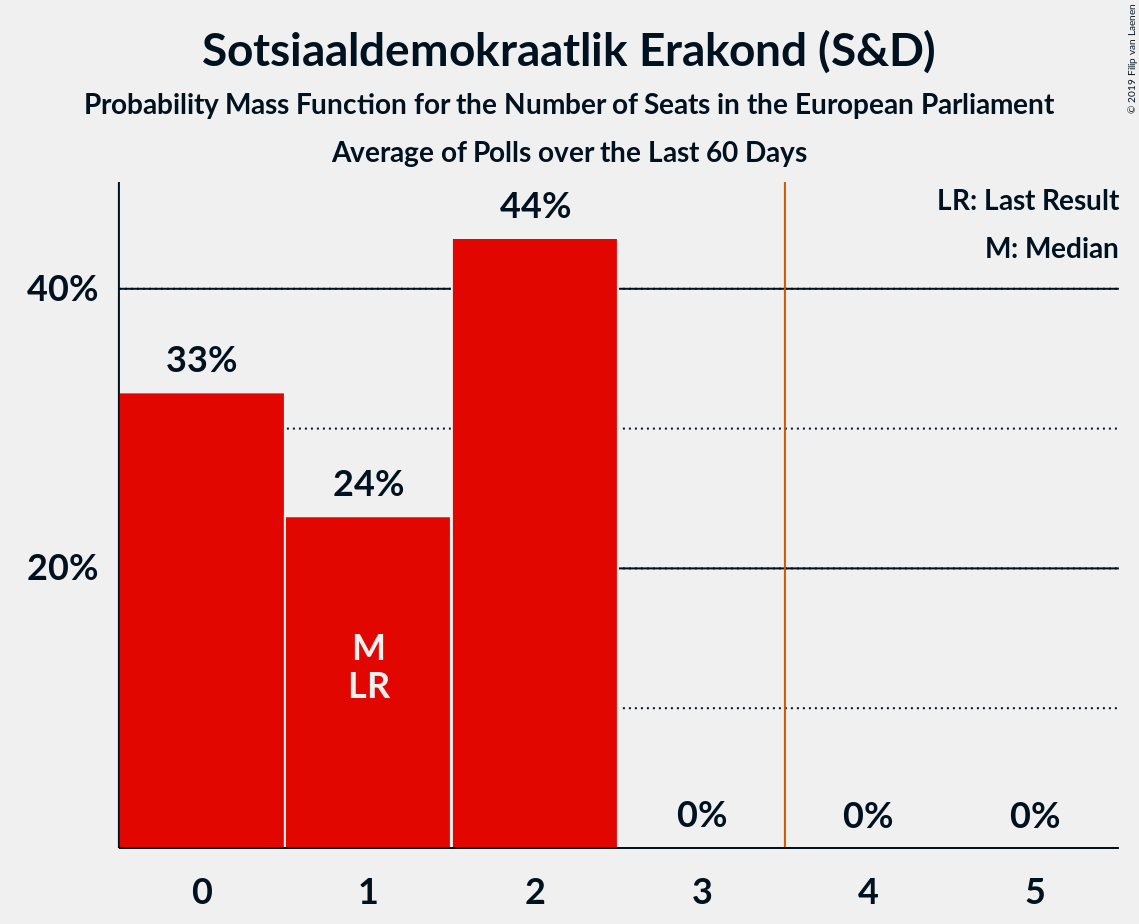 Sotsiaaldemokraatlik Erakond (S&D)
Probability Mass Function for the Number of Seats in the European Parliament
Average of Polls over the Last 60 Days
© 2019 Filip van Laenen
LR: Last Result
M: Median
44%
40%
33%
24%
20%
M
LR
0%
0%
0%
0
1
2
3
4
5